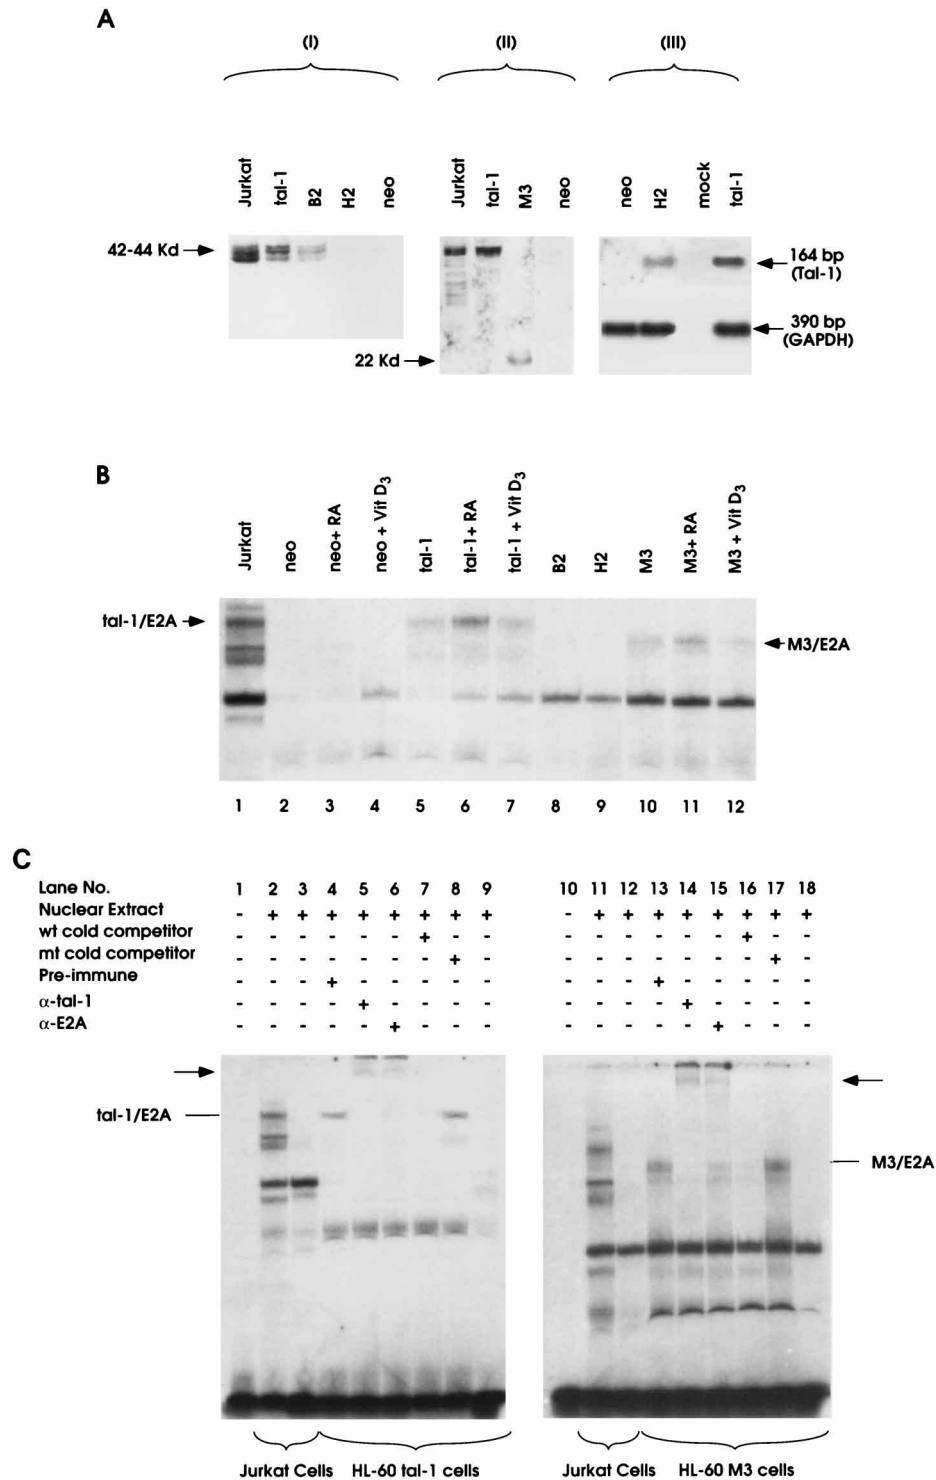 A
(I) (II) (III)
Jurkat tal-1 B2 H2 neo Jurkat tal-1 M3 neo neo H2 mock tal-1
42-44 Kd
164 bp
(Tal-1)
390 bp
(GAPDH)
22 Kd
B
Jurkat neo neo+ RA neo + Vit D3 tal-1 tal-1+ RA tal-1 + Vit D3 B2 H2 M3 M3+ RA M3 + Vit D3
tal-1/E2A
M3/E2A
1 2 3 4 5 6 7 8 9 10 11 12
C
Lane No. 1 2 3 4 5 6 7 8 9 10 11 12 13 14 15 16 17 18
Nuclear Extract - + + + + + + + + - + + + + + + + +
wt cold competitor - - - - - - + - - - - - - - - + - -
mt cold competitor - - - - - - - + - - - - - - - - + -
Pre-immune - - - + - - - - - - - - + - - - - -
α-tal-1 - - - - + - - - - - - - - + - - - -
α-E2A - - - - - + - - - - - - - - + - - -
tal-1/E2A
M3/E2A
Jurkat Cells HL-60 tal-1 cells Jurkat Cells HL-60 M3 cells